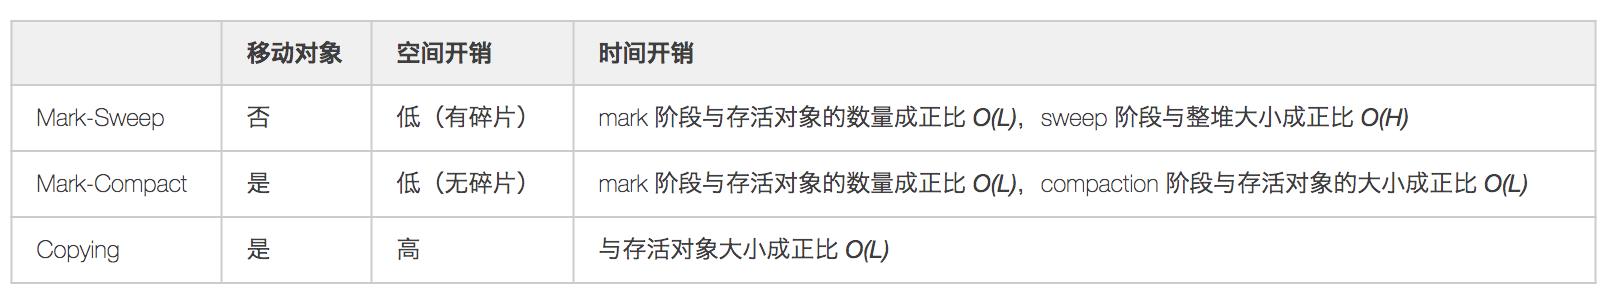 移动对象 空间开销 时间开销
Mark-Sweep 否 低（有碎片） mark 阶段与存活对象的数量成正比 O(L)，sweep 阶段与整堆大小成正比 O(H)
Mark-Compact 是 低（无碎片） mark 阶段与存活对象的数量成正比 O(L)，compaction 阶段与存活对象的大小成正比 O(L)
Copying 是 高 与存活对象大小成正比 O(L)